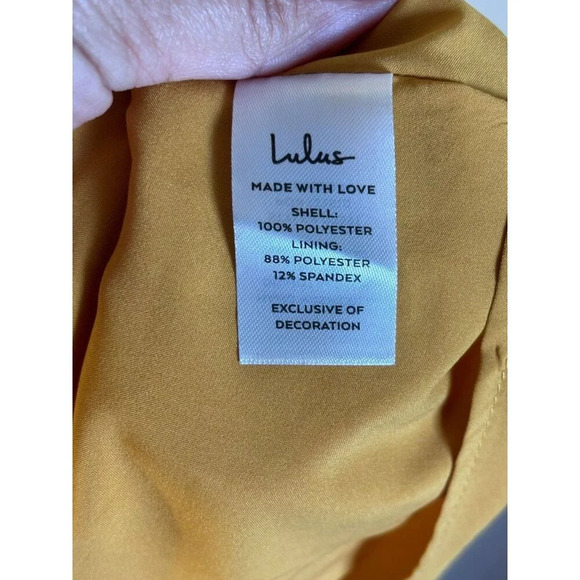 Lulus
MADE WITH LOVE
SHELL:
100% POLYESTER
LINING:
88% POLYESTER
12% SPANDEX
EXCLUSIVE OF
DECORATION